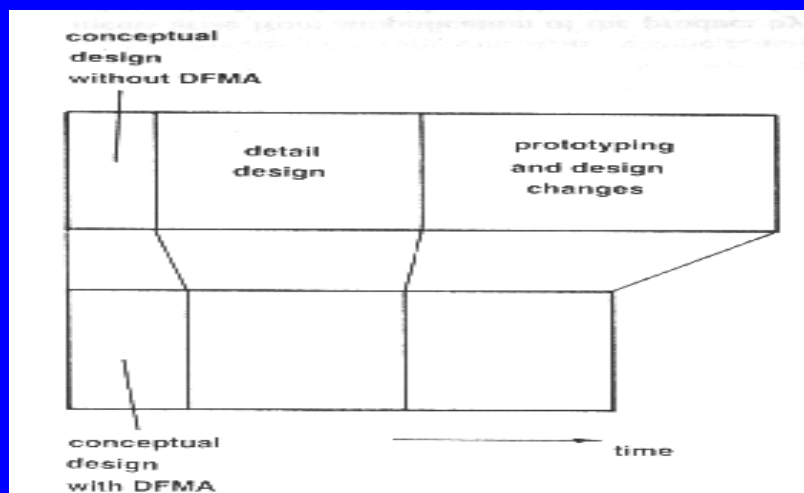 conceptual
design
without DFMA
detail
design
prototyping
and design
changes
conceptual
design
with DFMA
time